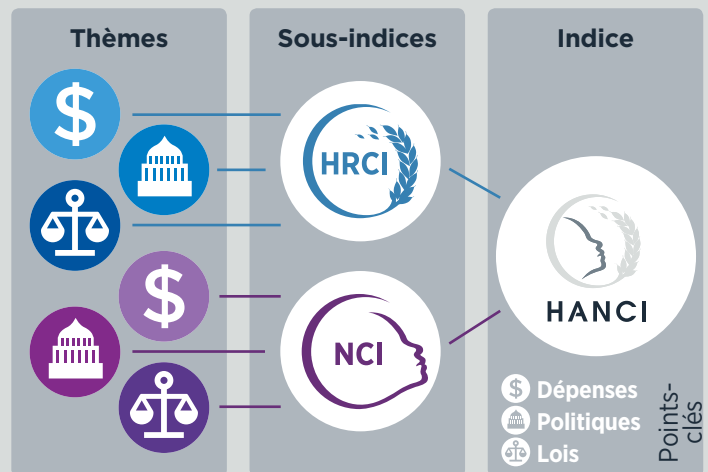 Thèmes
Sous-indices
Indice
$
HRCI
$
NCI
HANCI
$ Dépenses
Politiques
Lois
Points-
clés